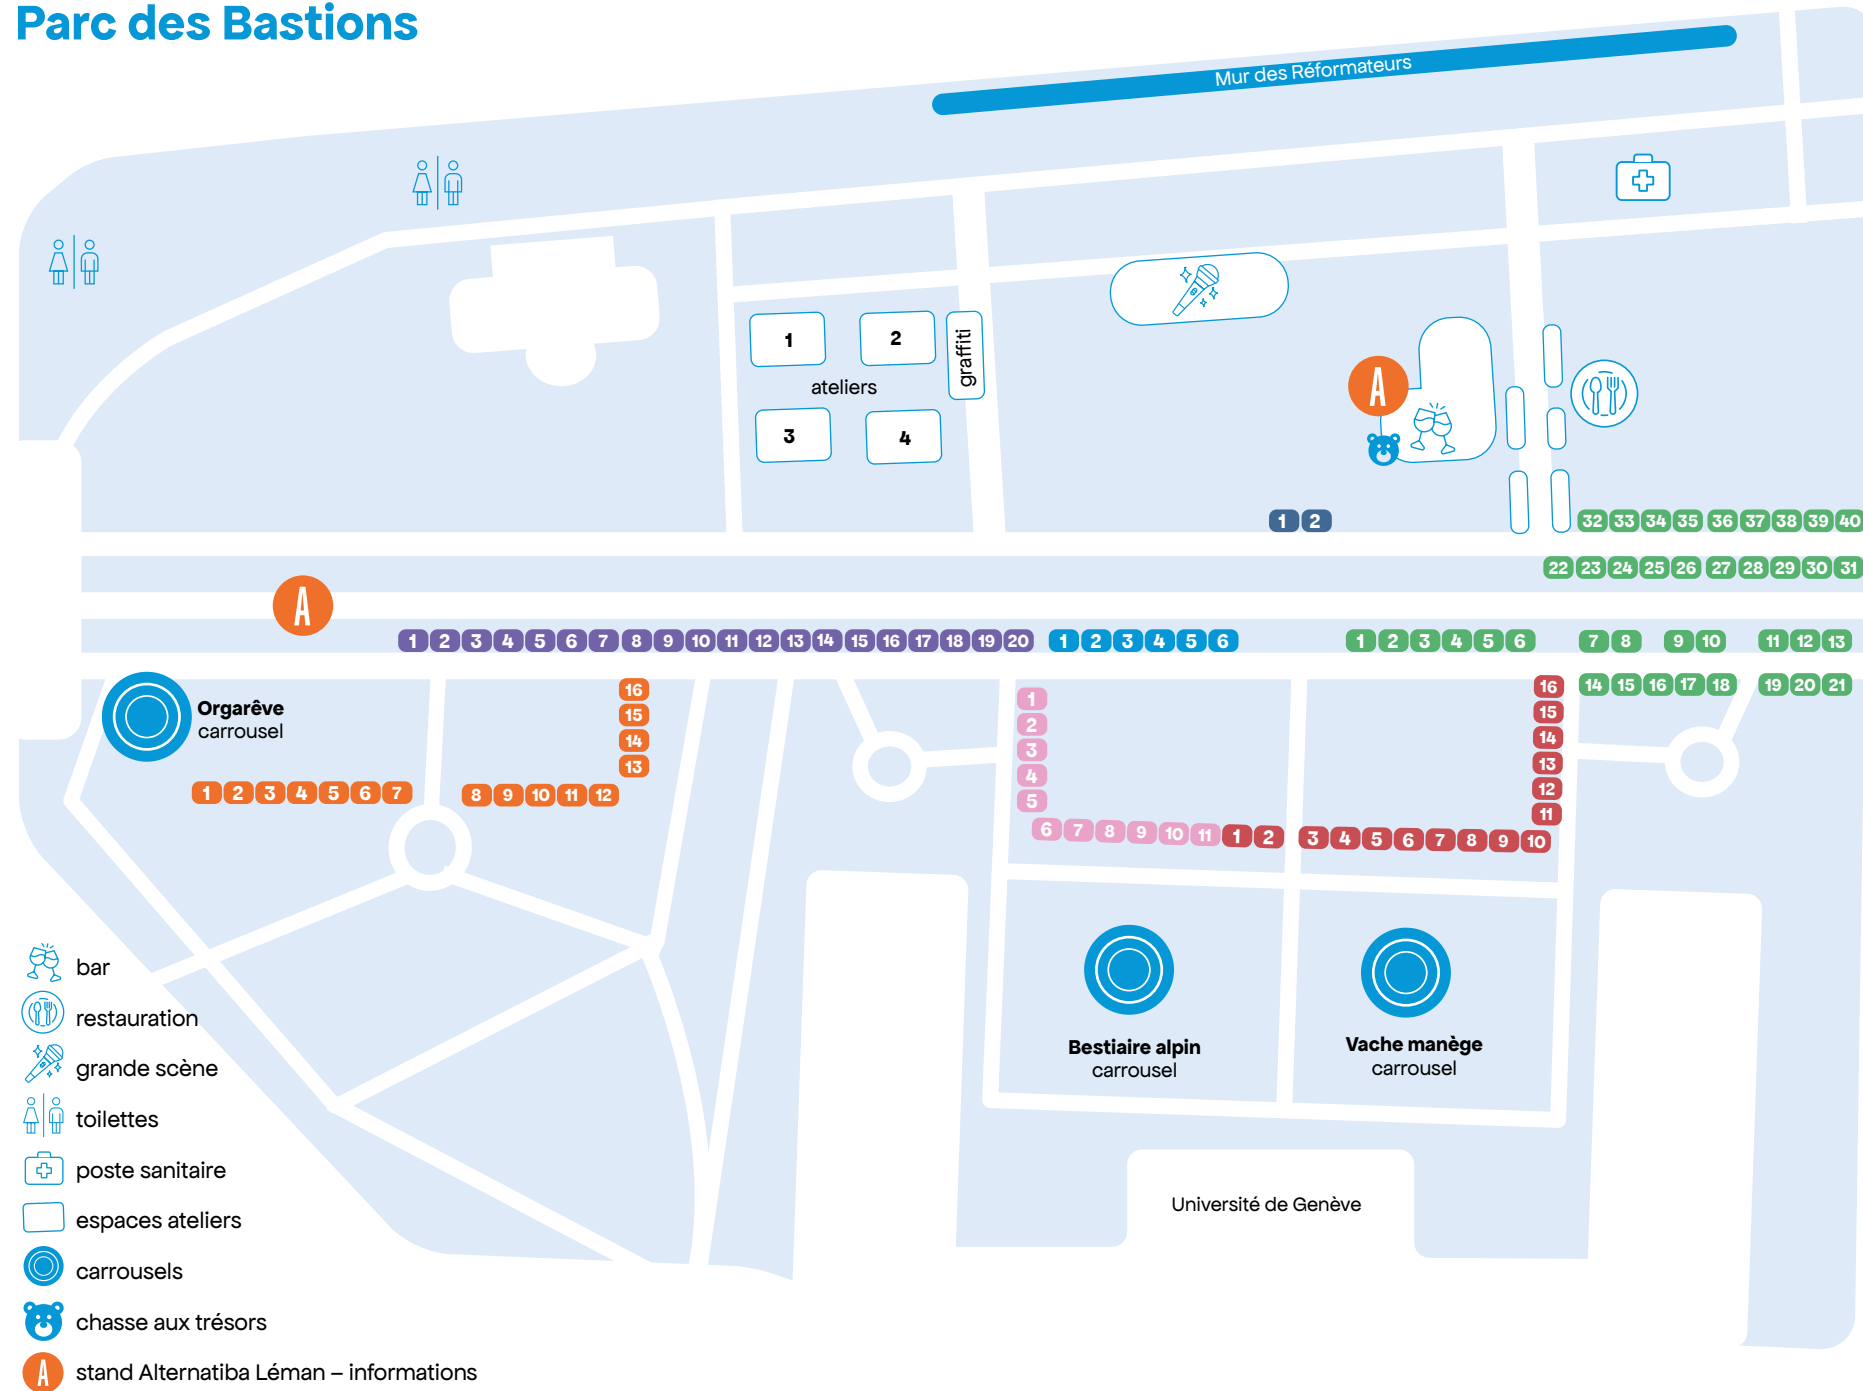 Parc des Bastions
Mur des Réformateurs
1
2
graffiti
ateliers
3
4
A
1 2
32 33 34 35 36 37 38 39 40
22 23 24 25 26 27 28 29 30 31
A
1 2 3 4 5 6 7 8 9 10 11 12 13 14 15 16 17 18 19 20
1 2 3 4 5 6
1 2 3 4 5 6
7 8
9 10
11 12 13
14 15 16 17 18
19 20 21
Orgarêve
carrousel
16
15
14
13
1 2 3 4 5 6 7
8 9 10 11 12
1
2
3
4
5
6 7 8 9 10 11
1 2
3 4 5 6 7 8 9 10
16
15
14
13
12
11
Bestiaire alpin
carrousel
Vache manège
carrousel
Université de Genève
bar
restauration
grande scène
toilettes
poste sanitaire
espaces ateliers
carrousels
chasse aux trésors
A stand Alternatiba Léman – informations